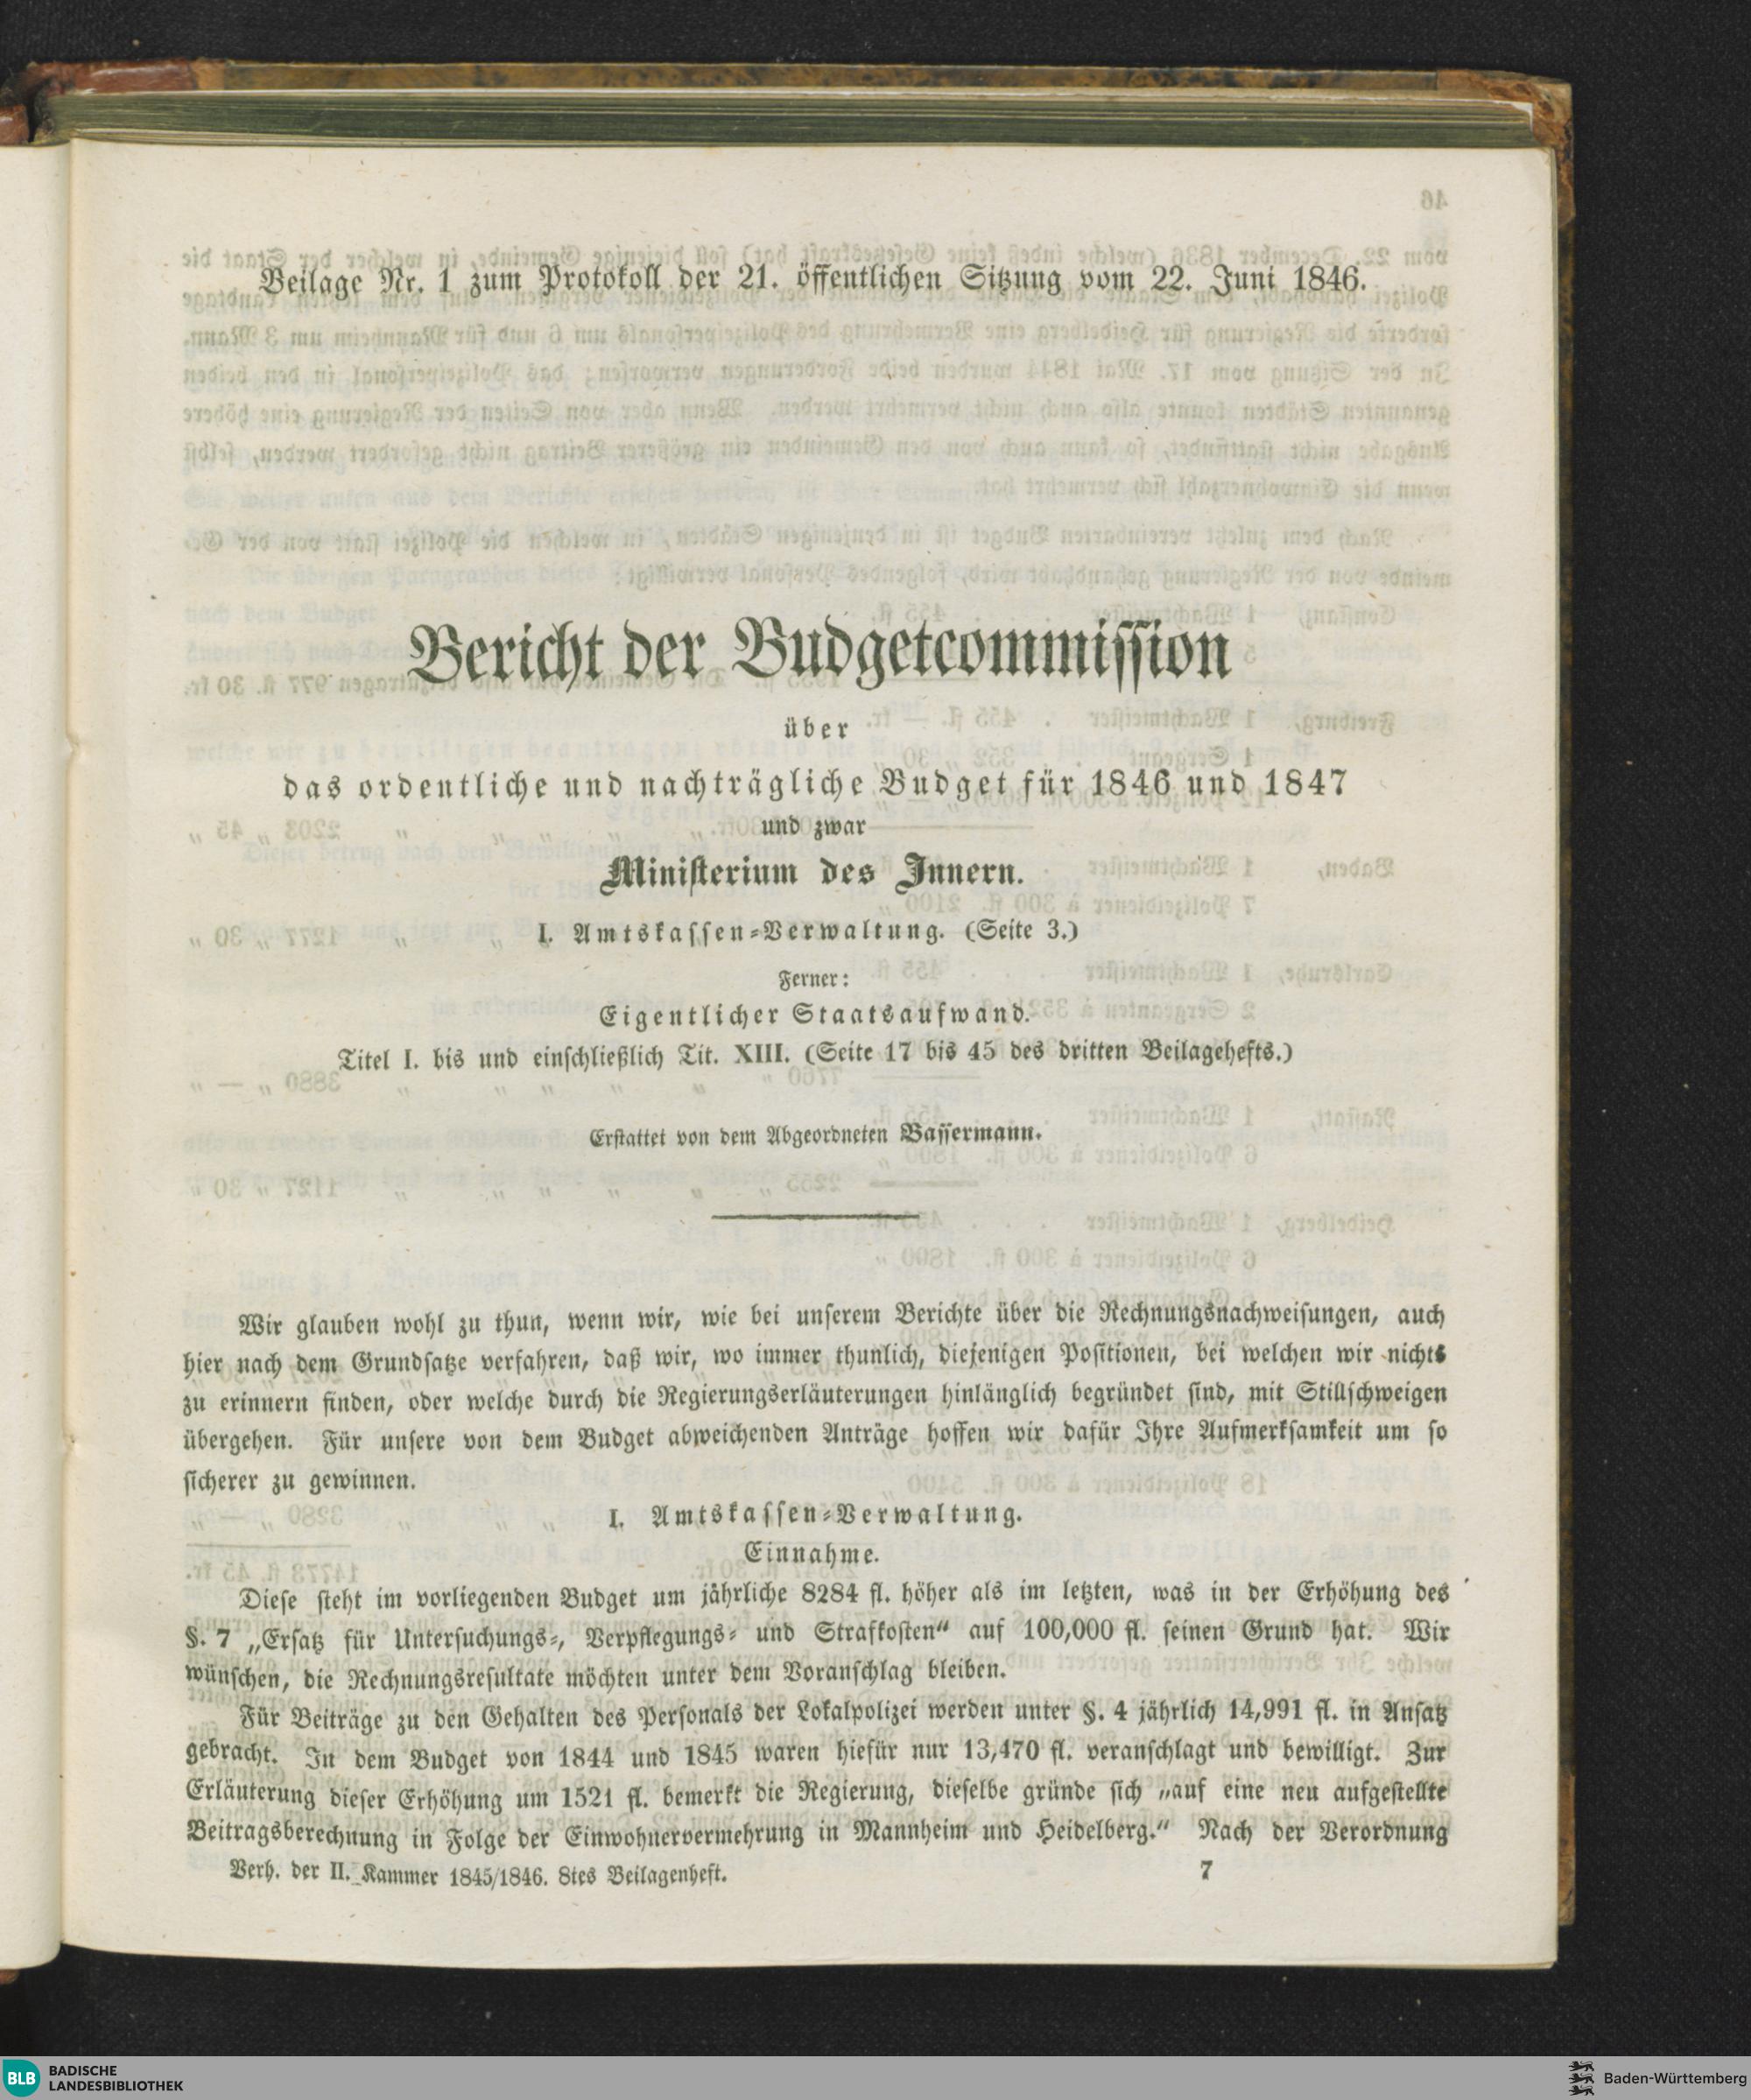 Beilage Nr. 1 zum Protokoll der 21. öffentlichen Sitzung vom 22. Juni 1846.
Bericht der Budgetcommission
über
das ordentliche und nachträgliche Budget für 1846 und 1847
und zwar
Ministerium des Innern.
I. Amtskassen-Verwaltung. (Seite 3.)
Ferner:
Eigentlicher Staatsaufwand.
Titel I. bis und einschließlich Tit. XIII. (Seite 17 bis 45 des dritten Beilagehefts.)
Erstattet von dem Abgeordneten Bassermann.
Wir glauben wohl zu thun, wenn wir, wie bei unserem Berichte über die Rechnungsnachweisungen, auch
hier nach dem Grundsatze verfahren, daß wir, wo immer thunlich, diejenigen Positionen, bei welchen wir nichts
zu erinnern finden, oder welche durch die Regierungserläuterungen hinlänglich begründet sind, mit Stillschweigen
übergehen. Für unsere von dem Budget abweichenden Anträge hoffen wir dafür Ihre Aufmerksamkeit um so
sicherer zu gewinnen.
I. Amtskassen-Verwaltung.
Einnahme.
Diese steht im vorliegenden Budget um jährliche 8284 fl. höher als im letzten, was in der Erhöhung des
§. 7 „Ersatz für Untersuchungs-, Verpflegungs- und Strafkosten“ auf 100,000 fl. seinen Grund hat. Wir
wünschen, die Rechnungsresultate möchten unter dem Voranschlag bleiben.
Für Beiträge zu den Gehalten des Personals der Lokalpolizei werden unter §. 4 jährlich 14,991 fl. in Ansatz
gebracht. In dem Budget von 1844 und 1845 waren hiefür nur 13,470 fl. veranschlagt und bewilligt. Zur
Erläuterung dieser Erhöhung um 1521 fl. bemerkt die Regierung, dieselbe gründe sich „auf eine neu aufgestellte
Beitragsberechnung in Folge der Einwohnervermehrung in Mannheim und Heidelberg.“ Nach der Verordnung
Verh. der II. Kammer 1845/1846. 8tes Beilagenheft. 7
BLB BADISCHE
LANDESBIBLIOTHEK
Baden-Württemberg